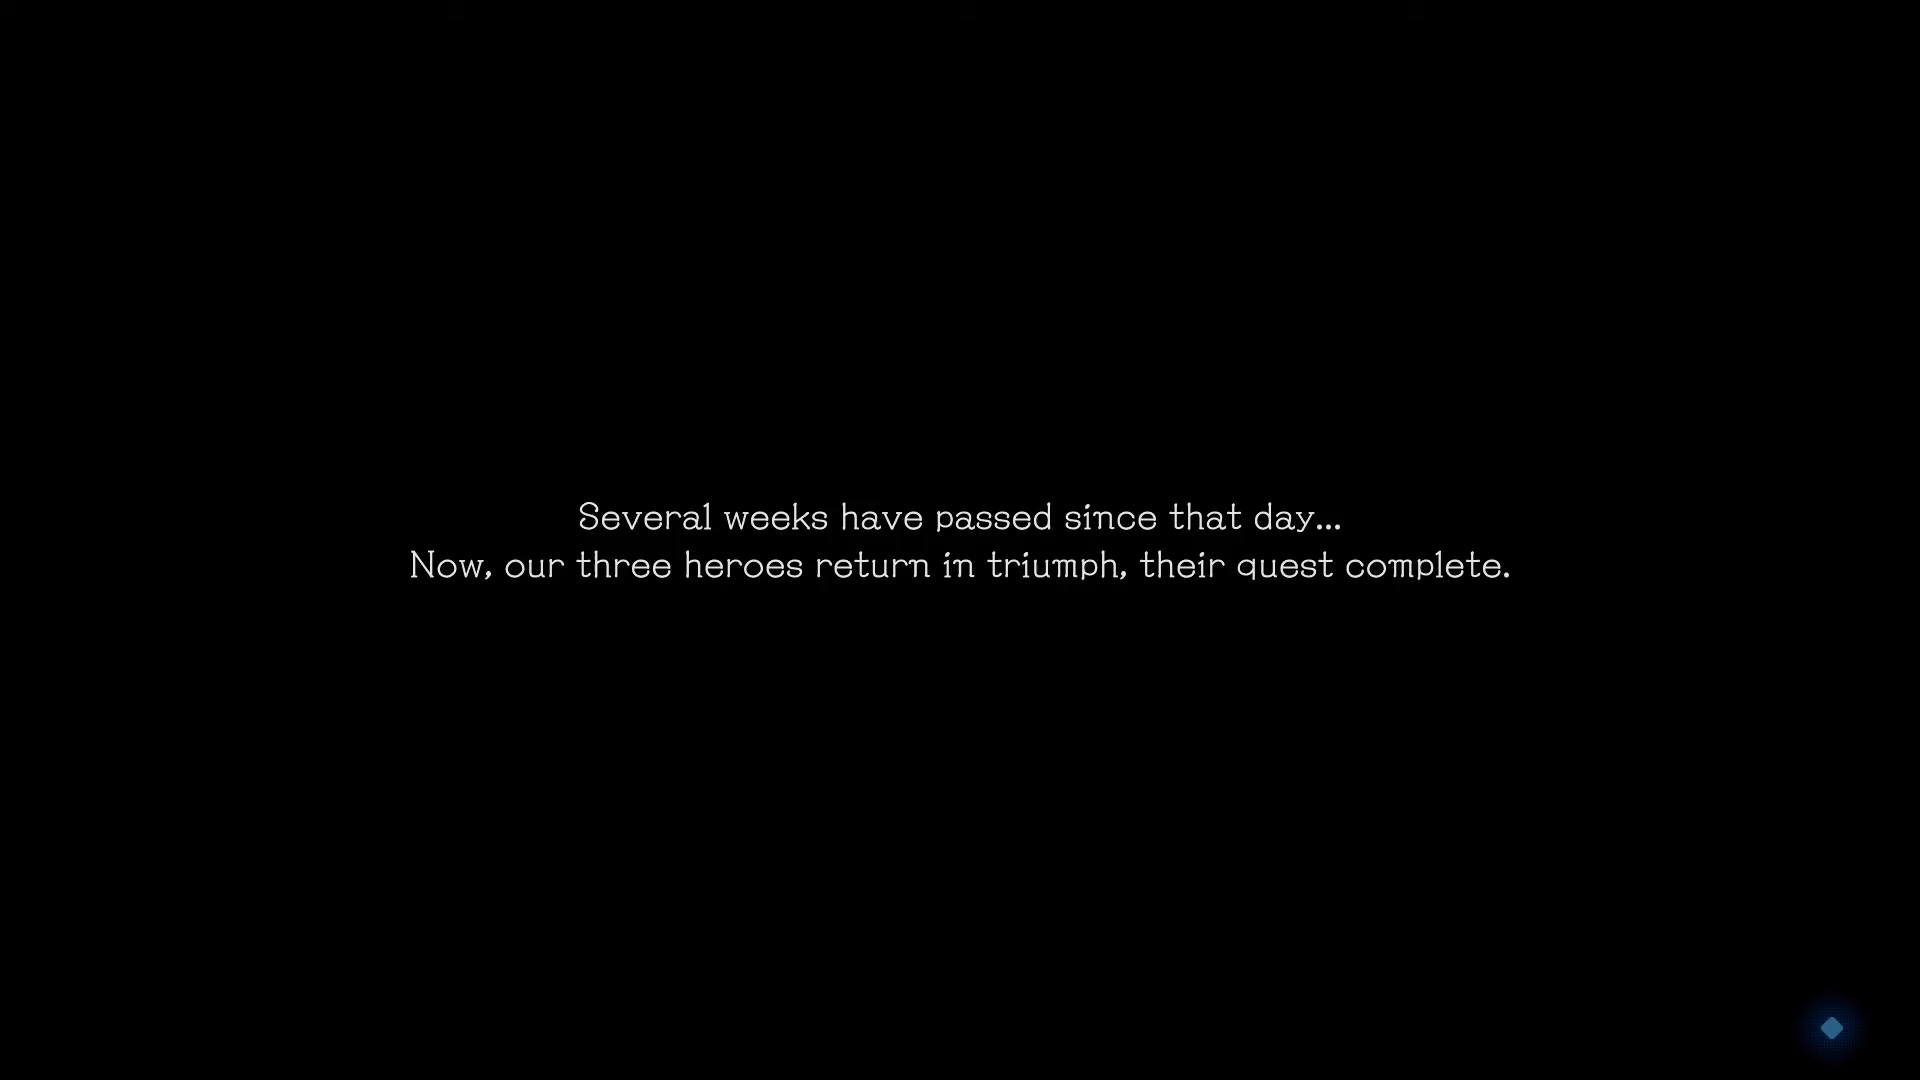 Several weeks have passed since that day...
Now, our three heroes return in triumph, their quest complete.